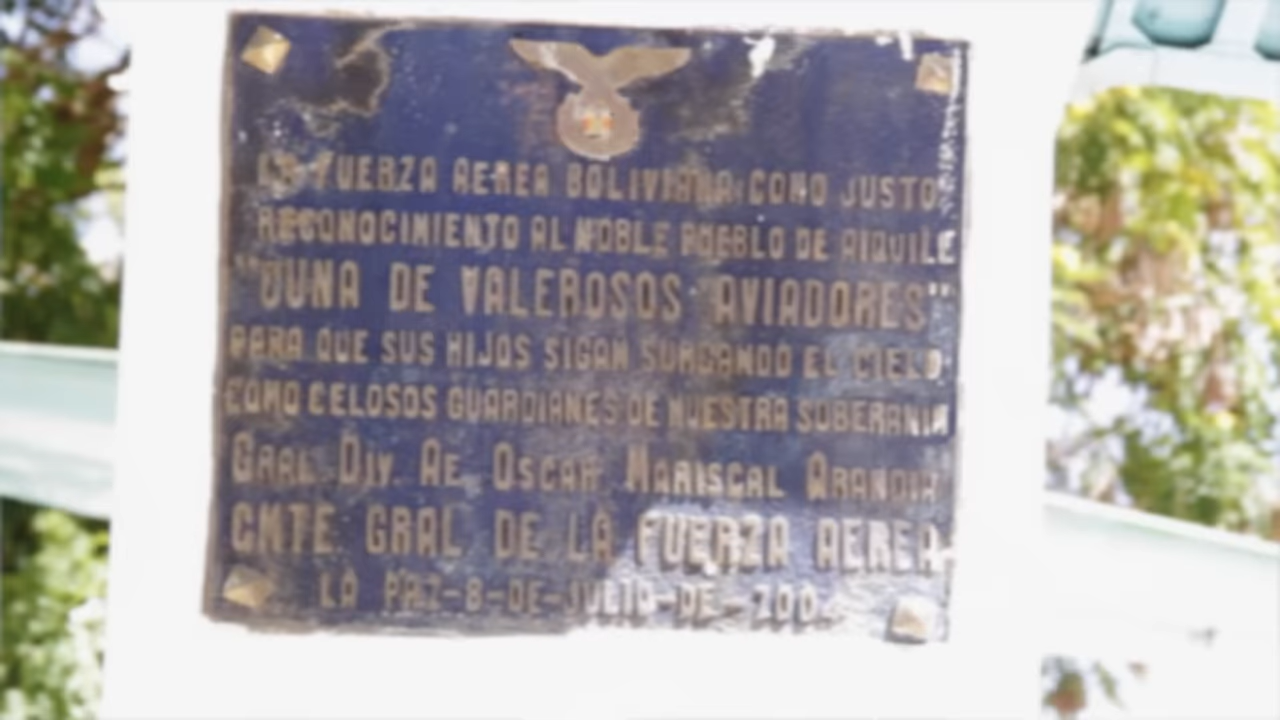 LA FUERZA AEREA BOLIVIANA COMO JUSTO
RECONOCIMIENTO AL NOBLE PUEBLO DE AIQUILE
"CUNA DE VALEROSOS AVIADORES"
PARA QUE SUS HIJOS SIGAN SURCANDO EL CIELO
COMO CELOSOS GUARDIANES DE NUESTRA SOBERANIA
GRAL. DIV. AE. OSCAR MARISCAL ARANDIA
CMTE GRAL DE LA FUERZA AEREA
LA PAZ-8-DE-JULIO-DE